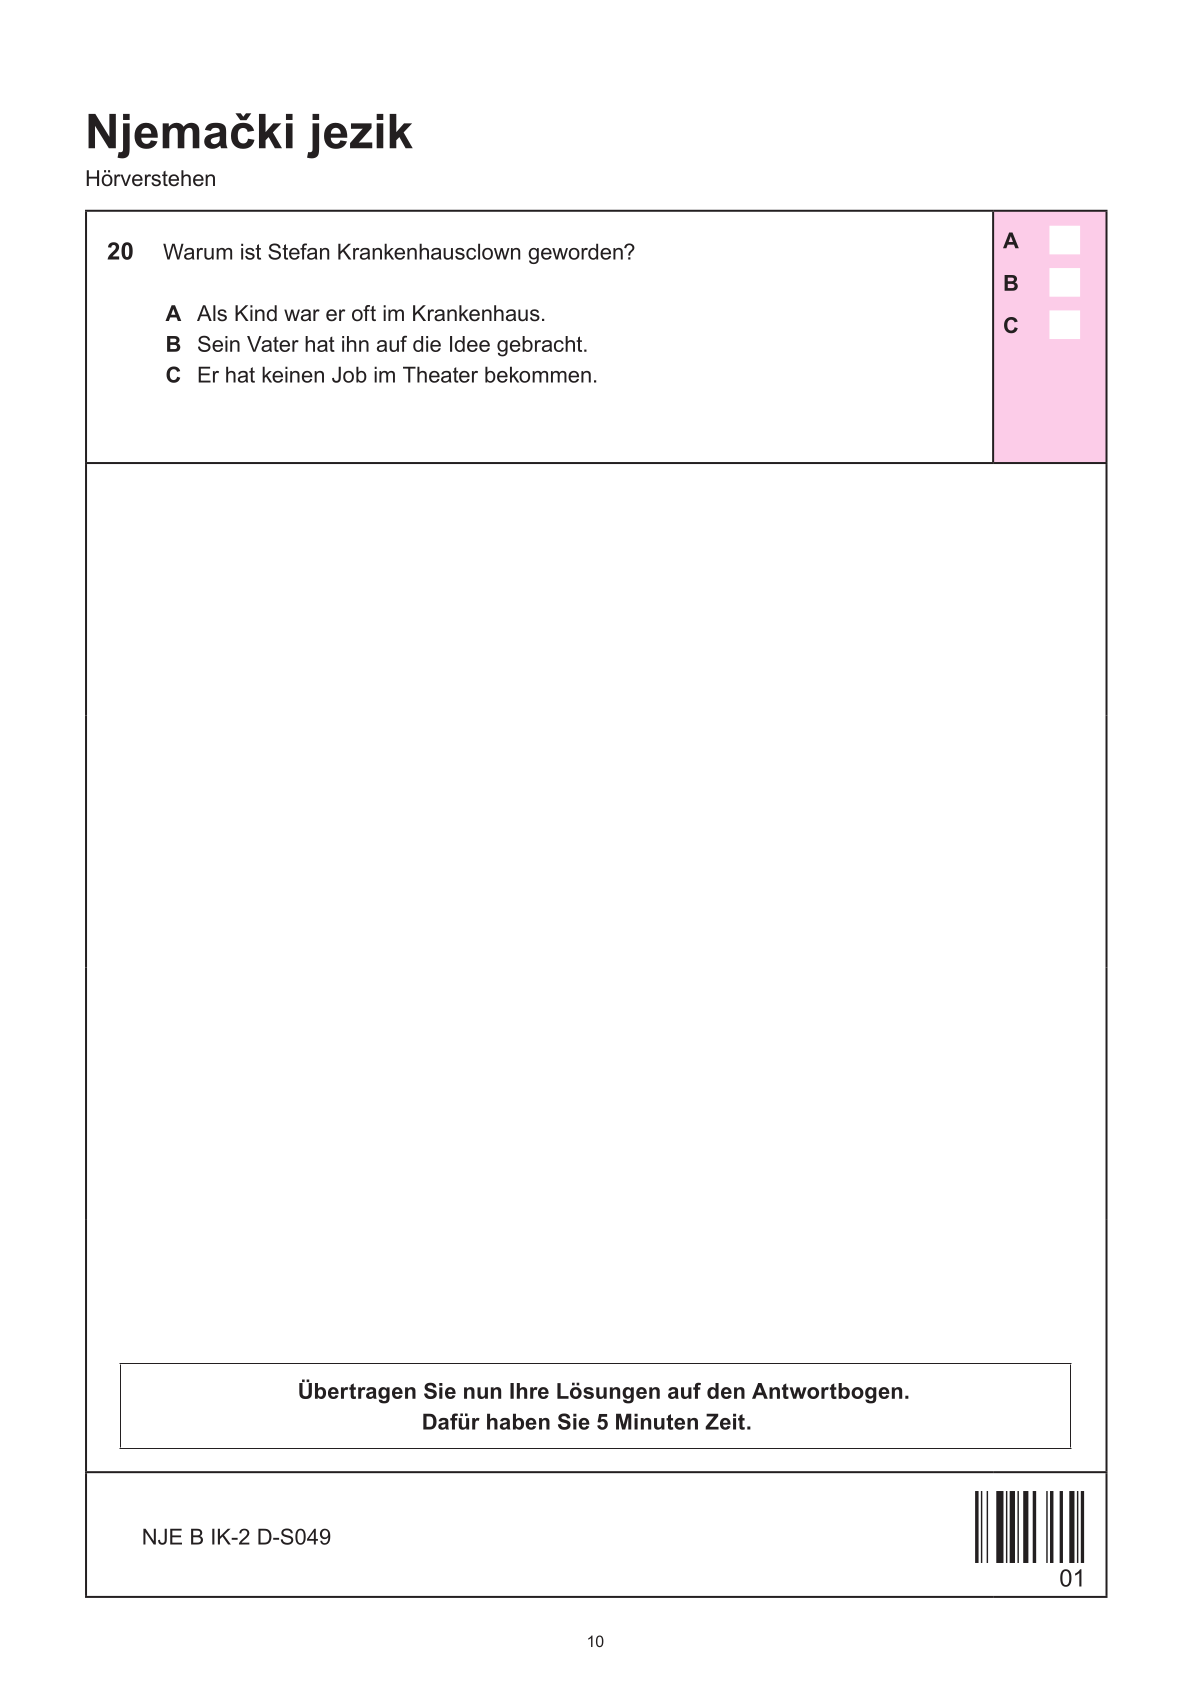 Njemački jezik
Hörverstehen
20 Warum ist Stefan Krankenhausclown geworden?
A Als Kind war er oft im Krankenhaus.
B Sein Vater hat ihn auf die Idee gebracht.
C Er hat keinen Job im Theater bekommen.
A
B
C
Übertragen Sie nun Ihre Lösungen auf den Antwortbogen.
Dafür haben Sie 5 Minuten Zeit.
NJE B IK-2 D-S049
01
10